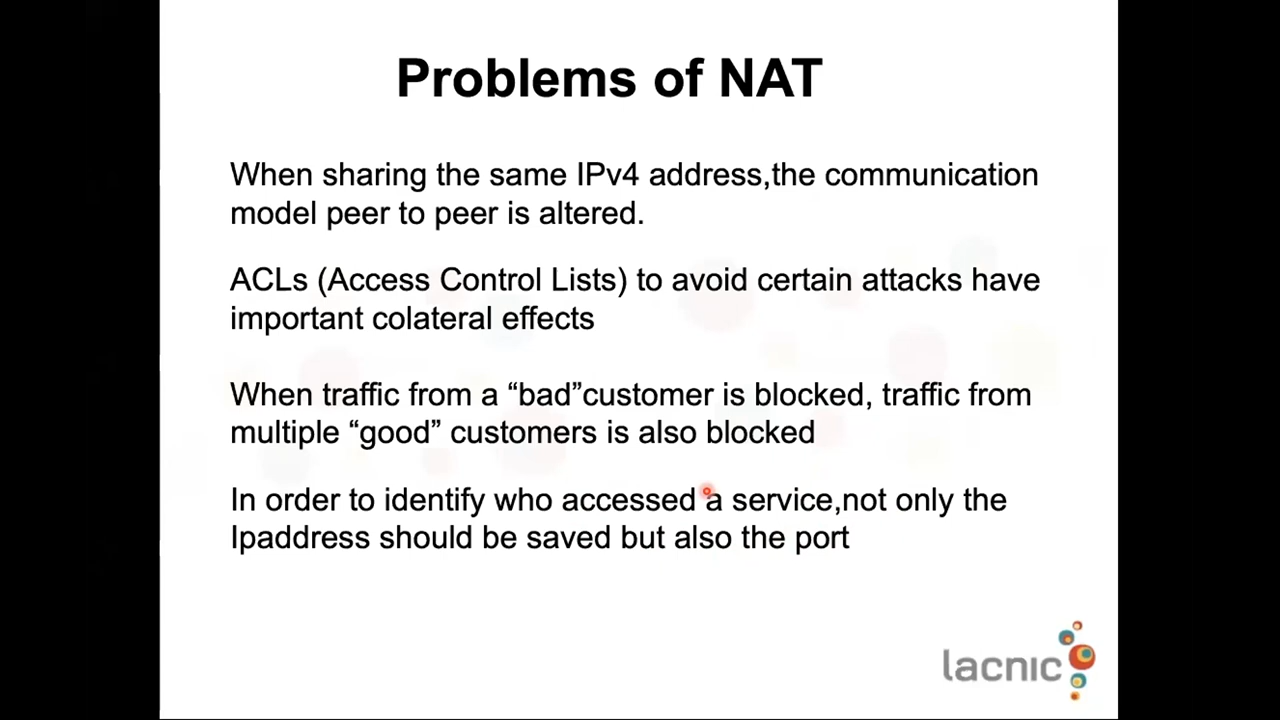 Problems of NAT
When sharing the same IPv4 address,the communication
model peer to peer is altered.
ACLs (Access Control Lists) to avoid certain attacks have
important colateral effects
When traffic from a “bad”customer is blocked, traffic from
multiple “good” customers is also blocked
In order to identify who accessed a service,not only the
Ipaddress should be saved but also the port
lacnic